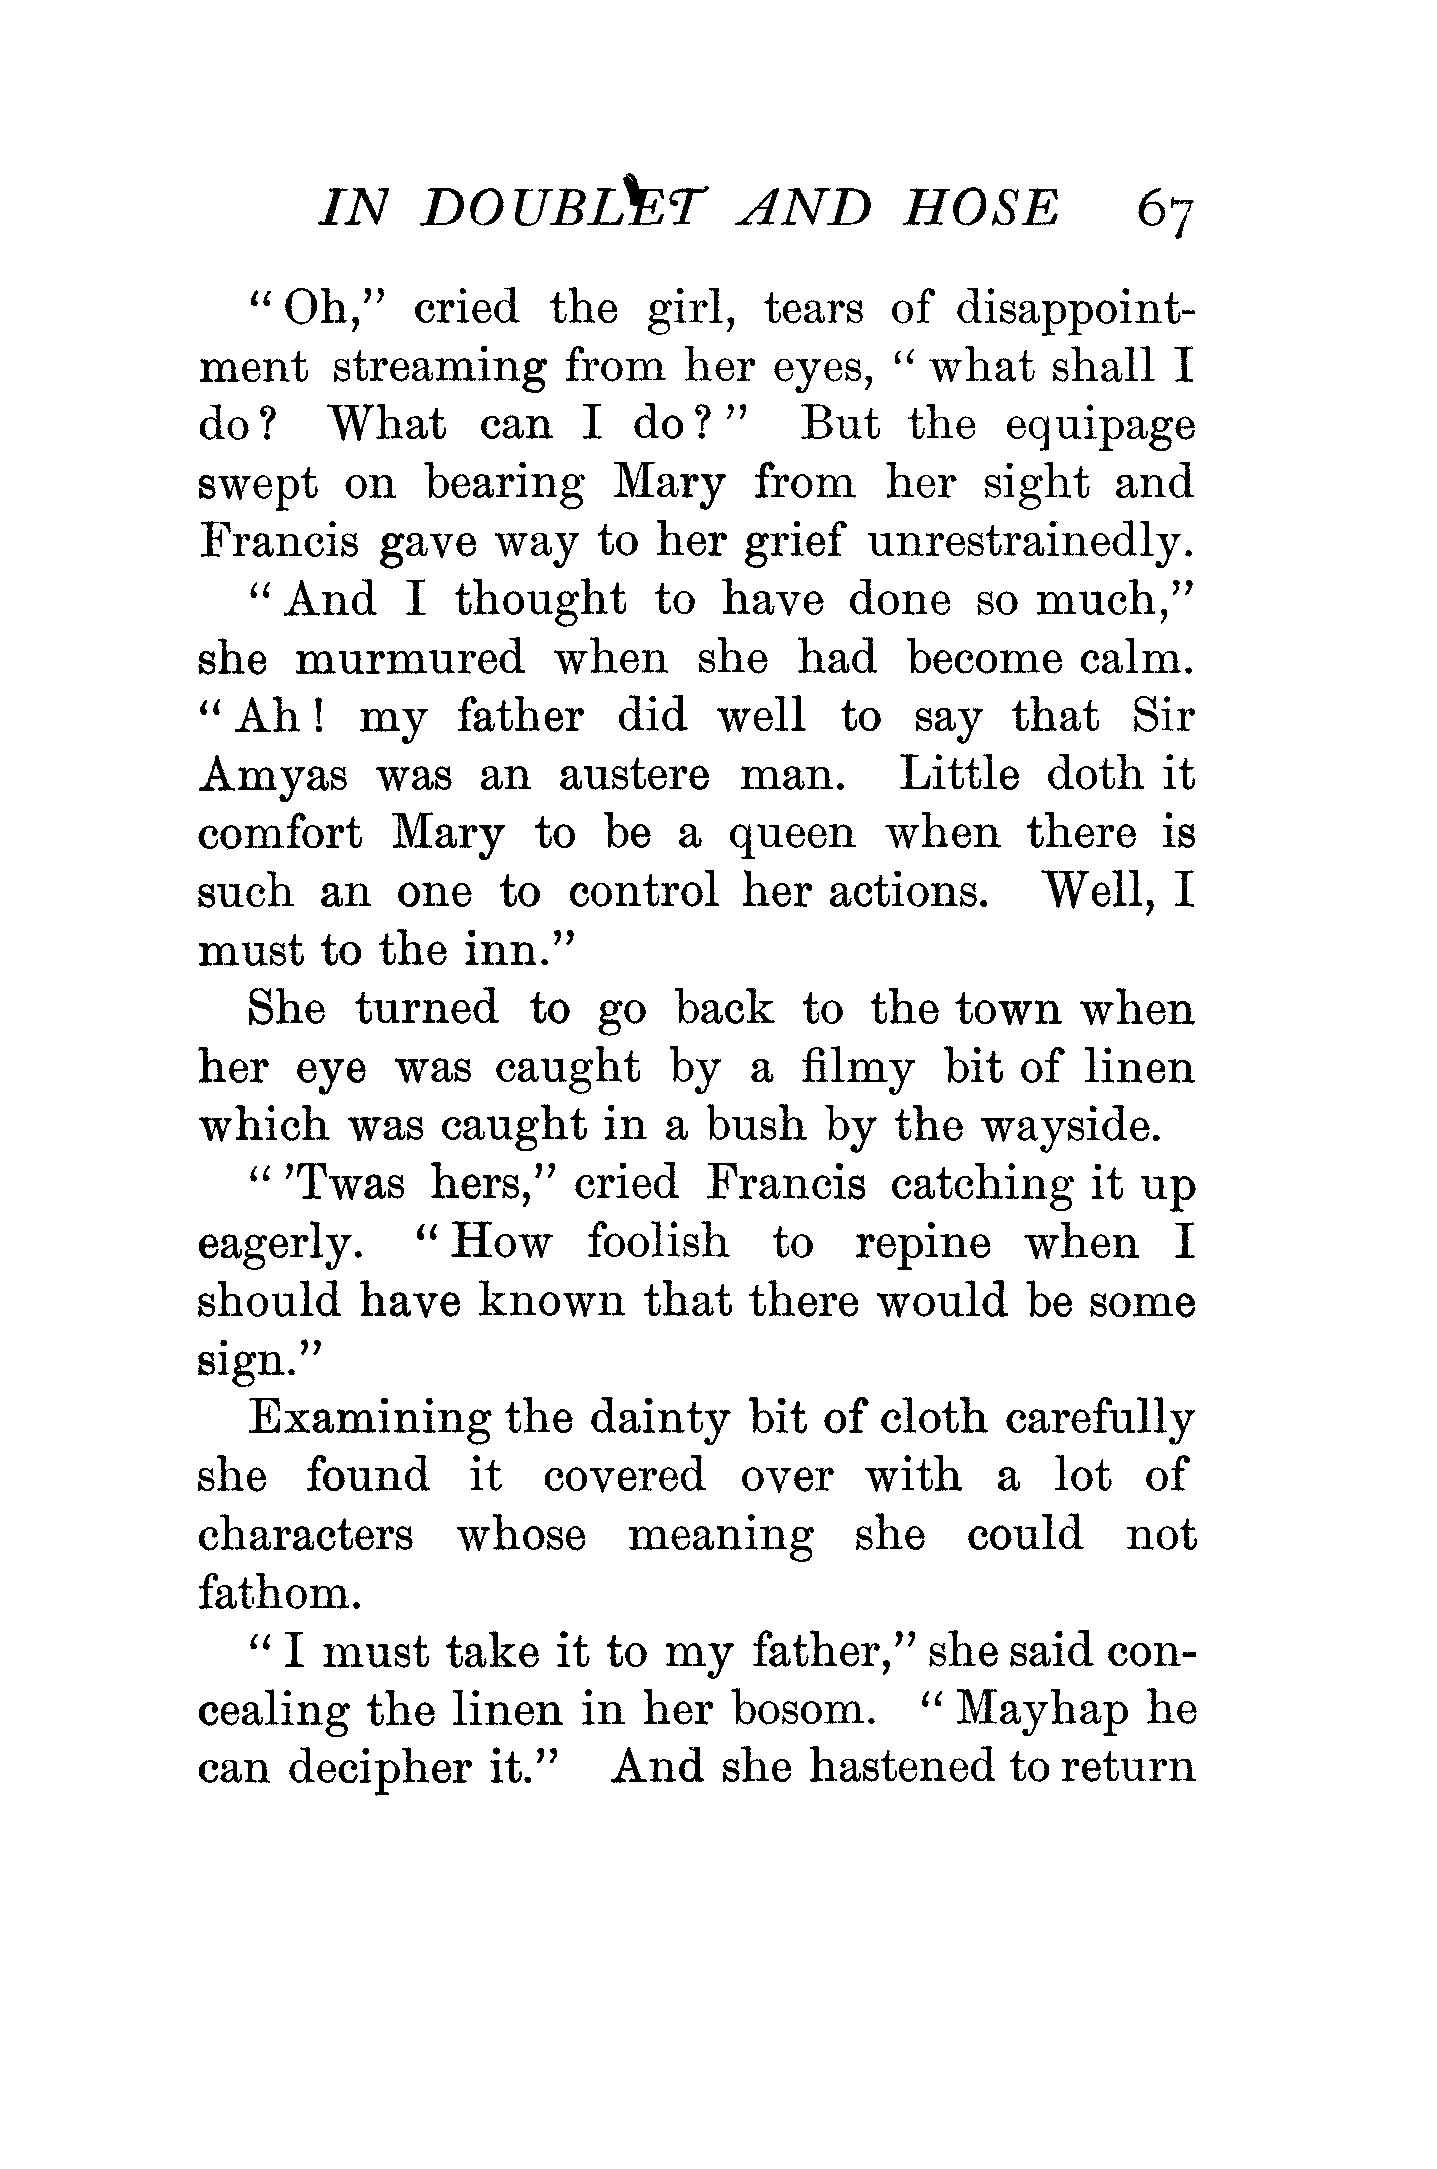 IN DOUBLET AND HOSE 67
“Oh,” cried the girl, tears of disappoint-
ment streaming from her eyes, “what shall I
do? What can I do?” But the equipage
swept on bearing Mary from her sight and
Francis gave way to her grief unrestrainedly.
“And I thought to have done so much,”
she murmured when she had become calm.
“Ah! my father did well to say that Sir
Amyas was an austere man. Little doth it
comfort Mary to be a queen when there is
such an one to control her actions. Well, I
must to the inn.”
She turned to go back to the town when
her eye was caught by a filmy bit of linen
which was caught in a bush by the wayside.
“’Twas hers,” cried Francis catching it up
eagerly. “How foolish to repine when I
should have known that there would be some
sign.”
Examining the dainty bit of cloth carefully
she found it covered over with a lot of
characters whose meaning she could not
fathom.
“I must take it to my father,” she said con-
cealing the linen in her bosom. “Mayhap he
can decipher it.” And she hastened to return